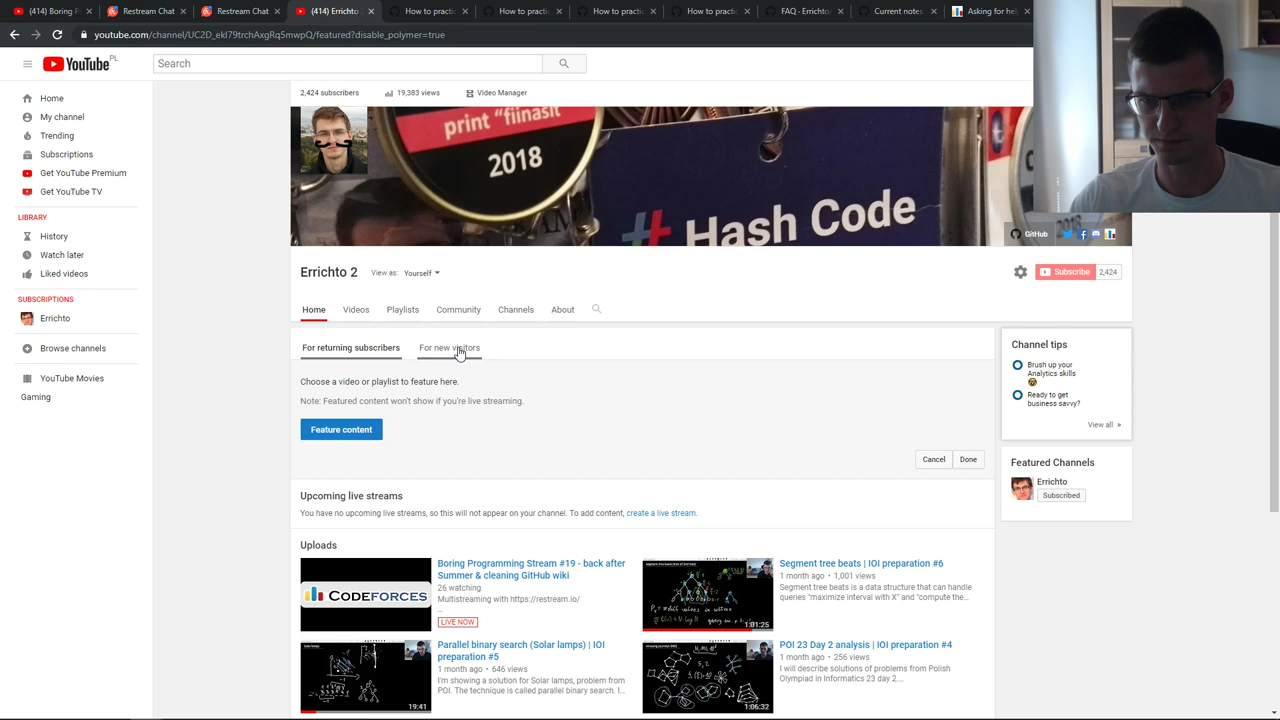 (414) Boring P
Restream Chat
Restream Chat
(414) Errichto
How to practi
How to practi
How to practi
How to practi
FAQ · Errichto
Current notes
Asking for hel
youtube.com/channel/UC2D_ekl79trchAxgRq5mwpQ/featured?disable_polymer=true
YouTube PL
Search
Home
My channel
Trending
Subscriptions
Get YouTube Premium
Get YouTube TV
LIBRARY
History
Watch later
Liked videos
SUBSCRIPTIONS
Errichto
Browse channels
YouTube Movies
Gaming
2,424 subscribers
19,383 views
Video Manager
print "fiinasit
2018
# Hash Code
GitHub
Errichto 2
View as: Yourself
Subscribe 2,424
Home
Videos
Playlists
Community
Channels
About
For returning subscribers
For new visitors
Choose a video or playlist to feature here.
Note: Featured content won't show if you're live streaming.
Feature content
Cancel
Done
Upcoming live streams
You have no upcoming live streams, so this will not appear on your channel. To add content, create a live stream.
Uploads
CODEFORCES
Boring Programming Stream #19 - back after
Summer & cleaning GitHub wiki
26 watching
Multistreaming with https://restream.io/
...
LIVE NOW
Segment tree beats
1:01:25
Segment tree beats | IOI preparation #6
1 month ago • 1,001 views
Segment tree beats is a data structure that can handle
queries "maximize interval with X" and "compute the...
Solar lamps
19:41
Parallel binary search (Solar lamps) | IOI
preparation #5
1 month ago • 646 views
I'm showing a solution for Solar lamps, problem from
POI. The technique is called parallel binary search. I...
1:06:32
POI 23 Day 2 analysis | IOI preparation #4
1 month ago • 256 views
I will describe solutions of problems from Polish
Olympiad in Informatics 23 day 2....
Channel tips
Brush up your
Analytics skills
Ready to get
business savvy?
View all »
Featured Channels
Errichto
Subscribed